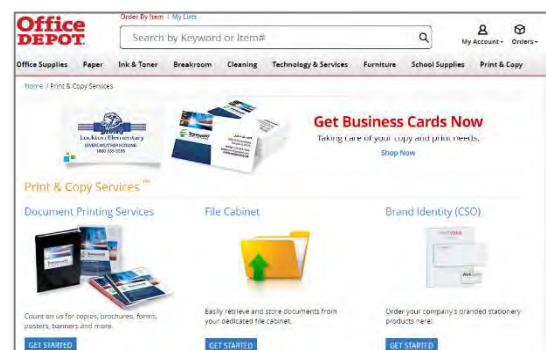 Office
DEPOT
Order By Item | My Lists
Search by Keyword or Item#
My Account
Orders
Office Supplies Paper Ink & Toner Breakroom Cleaning Technology & Services Furniture School Supplies Print & Copy
Home / Print & Copy Services
Lockton Elementary
Get Business Cards Now
Taking care of your copy and print needs.
Shop Now
Print & Copy Services
Document Printing Services
File Cabinet
Brand Identity (CSO)
Count on us for copies, brochures, forms,
posters, banners and more.
Easily retrieve and store documents from
your dedicated file cabinet.
Order your company's branded stationery
products here:
GET STARTED
GET STARTED
GET STARTED